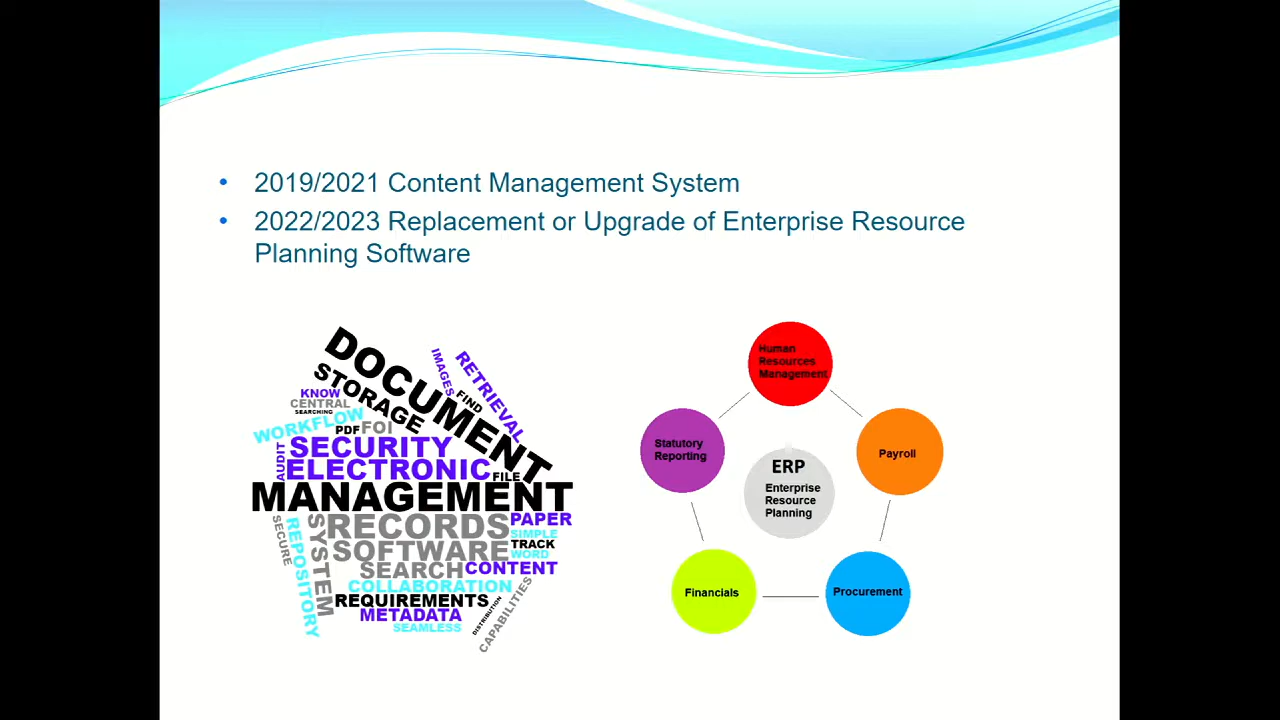 • 2019/2021 Content Management System
• 2022/2023 Replacement or Upgrade of Enterprise Resource
Planning Software
DOCUMENT
STORAGE
IMAGES
RETRIEVAL
FIND
KNOW
CENTRAL
SEARCHING
WORKFLOW
PDF
FOI
AUDIT
SECURITY
ELECTRONIC
FILE
MANAGEMENT
SECURE
REPOSITORY
SYSTEM
RECORDS
PAPER
SIMPLE
SOFTWARE
TRACK
WORD
SEARCH
CONTENT
COLLABORATION
REQUIREMENTS
METADATA
SEAMLESS
DISTRIBUTION
CAPABILITIES
Human
Resources
Management
Statutory
Reporting
Payroll
ERP
Enterprise
Resource
Planning
Financials
Procurement